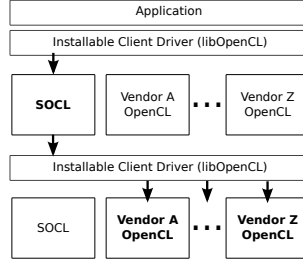 Application
Installable Client Driver (libOpenCL)
SOCL
Vendor A
OpenCL
...
Vendor Z
OpenCL
Installable Client Driver (libOpenCL)
SOCL
Vendor A
OpenCL
...
Vendor Z
OpenCL